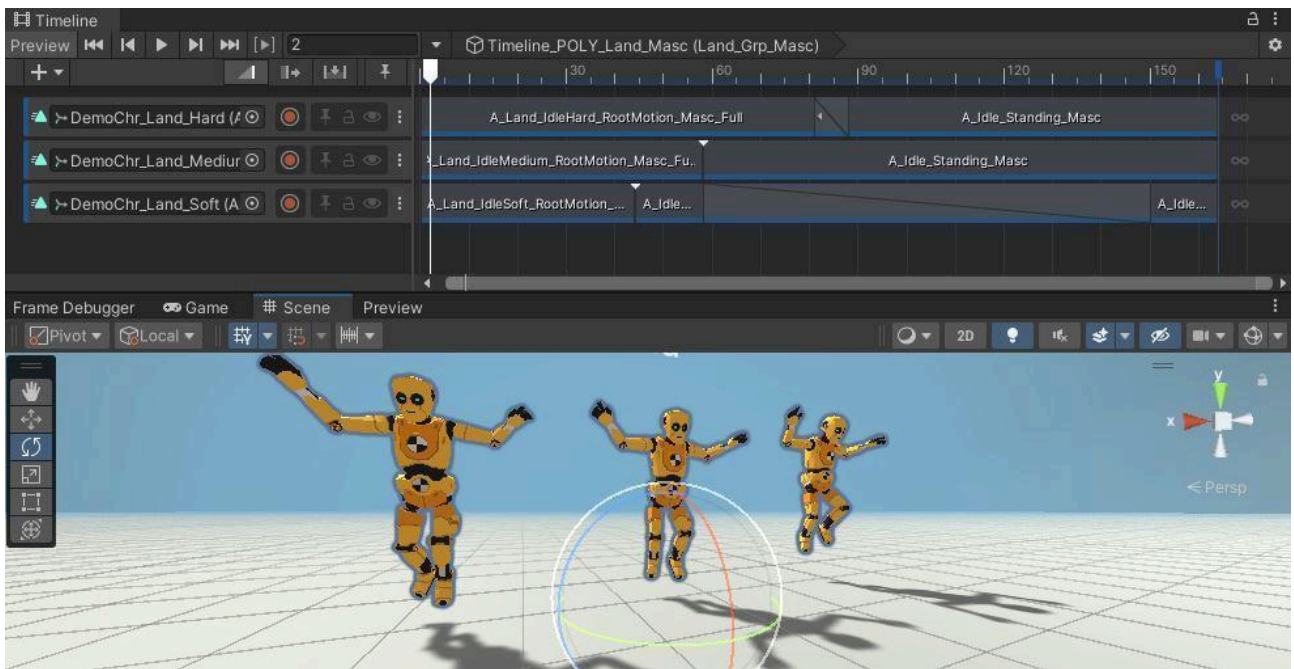 Timeline
Preview 2 Timeline_POLY_Land_Masc (Land_Grp_Masc)
30 60 90 120 150
DemoChr_Land_Hard (A A_Land_IdleHard_RootMotion_Masc_Full A_Idle_Standing_Masc
DemoChr_Land_Mediur _Land_IdleMedium_RootMotion_Masc_Fu.. A_Idle_Standing_Masc
DemoChr_Land_Soft (A A_Land_IdleSoft_RootMotion_... A_Idle... A_Idle...
Frame Debugger Game Scene Preview
Pivot Local 2D
y
x
Persp